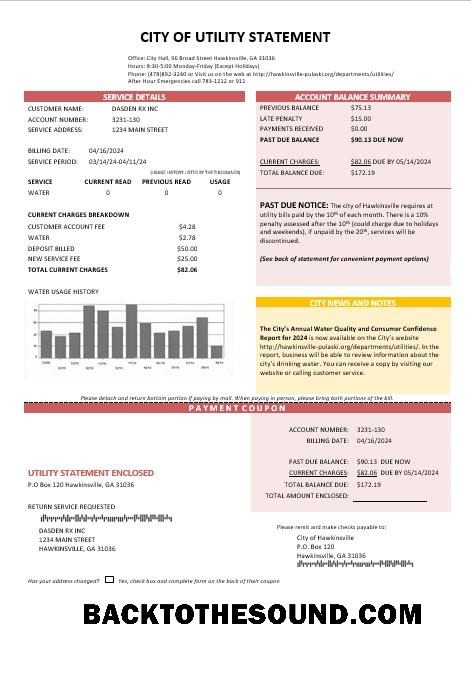 CITY OF UTILITY STATEMENT
Office: City Hall, 96 Broad Street Hawkinsville, GA 31036
Hours: 8:30-5:00 Monday-Friday (Except Holidays)
Phone: (478)892-3240 or Visit us on the web at http://hawkinsville-pulaski.org/departments/utilities/
After Hour Emergencies call 783-1212 or 911
SERVICE DETAILS
CUSTOMER NAME: DASDEN RX INC
ACCOUNT NUMBER: 3231-130
SERVICE ADDRESS: 1234 MAIN STREET
BILLING DATE: 04/16/2024
SERVICE PERIOD: 03/14/24-04/11/24
(USAGE HISTORY LISTED BY THE THOUSANDS)
SERVICE CURRENT READ PREVIOUS READ USAGE
WATER 0 0 0
CURRENT CHARGES BREAKDOWN
CUSTOMER ACCOUNT FEE $4.28
WATER $2.78
DEPOSIT BILLED $50.00
NEW SERVICE FEE $25.00
TOTAL CURRENT CHARGES $82.06
WATER USAGE HISTORY
ACCOUNT BALANCE SUMMARY
PREVIOUS BALANCE $75.13
LATE PENALTY $15.00
PAYMENTS RECEIVED $0.00
PAST DUE BALANCE $90.13 DUE NOW
CURRENT CHARGES: $82.06 DUE BY 05/14/2024
TOTAL BALANCE DUE: $172.19
PAST DUE NOTICE: The city of Hawkinsville requires at
utility bills paid by the 10th of each month. There is a 10%
penalty assessed after the 10th (could charge due to holidays
and weekends), if unpaid by the 20th, services will be
discontinued.
(See back of statement for convenient payment options)
CITY NEWS AND NOTES
The City's Annual Water Quality and Consumer Confidence
Report for 2024 is now available on the City's website
http://hawkinsville-pulaski.org/departments/utilities/. In the
report, business will be able to review information about the
city's drinking water. You can receive a copy by visiting our
website or calling customer service.
Please detach and return bottom portion if paying by mail. When paying in person, please bring both portions of the bill.
PAYMENT COUPON
ACCOUNT NUMBER: 3231-130
BILLING DATE: 04/16/2024
PAST DUE BALANCE: $90.13 DUE NOW
CURRENT CHARGES: $82.06 DUE BY 05/14/2024
TOTAL BALANCE DUE: $172.19
TOTAL AMOUNT ENCLOSED:
UTILITY STATEMENT ENCLOSED
P.O Box 120 Hawkinsville, GA 31036
RETURN SERVICE REQUESTED
DASDEN RX INC
1234 MAIN STREET
HAWKINSVILLE, GA 31036
Please remit and make checks payable to:
City of Hawkinsville
P.O. Box 120
Hawkinsville, GA 31036
Has your address changed? Yes, check box and complete form on the back of their coupon
BACKTOTHESOUND.COM